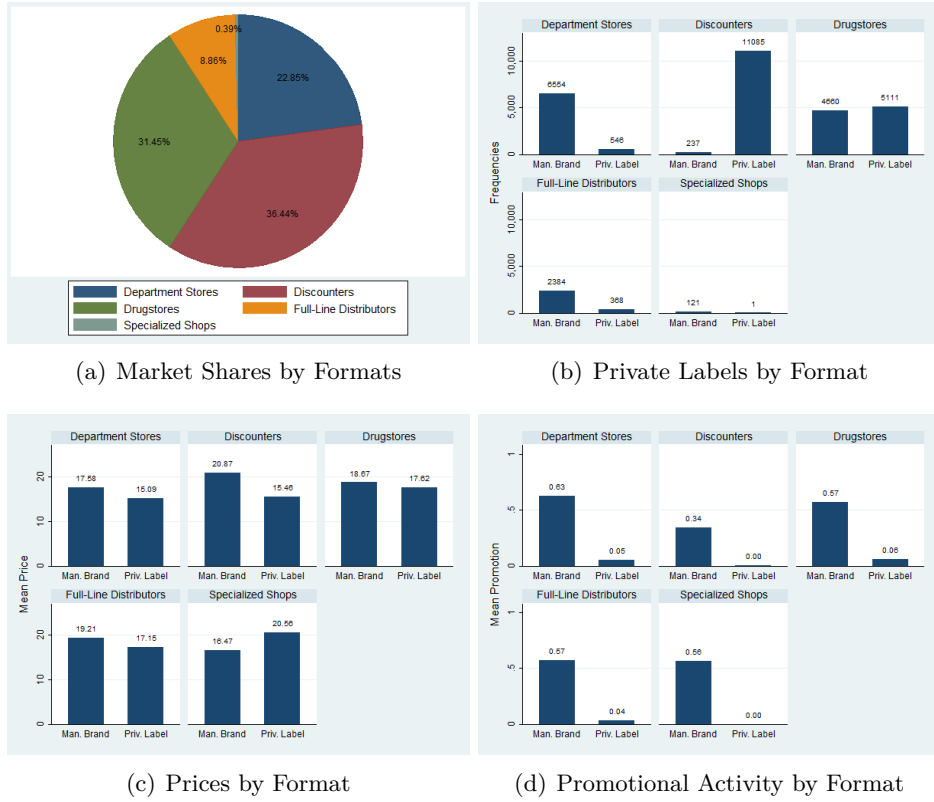 0.39%
8.86%
22.85%
31.45%
36.44%
Department Stores Discounters
Drugstores Full-Line Distributors
Specialized Shops
(a) Market Shares by Formats
Department Stores Discounters Drugstores
11085
10,000
6554
5,000
4660 5111
546 237
0
Man. Brand Priv. Label Man. Brand Priv. Label Man. Brand Priv. Label
Frequencies
Full-Line Distributors Specialized Shops
10,000
5,000
2384 368 121 1
0
Man. Brand Priv. Label Man. Brand Priv. Label
(b) Private Labels by Format
Department Stores Discounters Drugstores
20
17.58 15.09 20.87 15.46 18.67 17.62
10
0
Man. Brand Priv. Label Man. Brand Priv. Label Man. Brand Priv. Label
Mean Price
Full-Line Distributors Specialized Shops
20
19.21 17.15 16.47 20.56
10
0
Man. Brand Priv. Label Man. Brand Priv. Label
(c) Prices by Format
Department Stores Discounters Drugstores
1
0.63 0.05 0.34 0.00 0.57 0.06
.5
0
Man. Brand Priv. Label Man. Brand Priv. Label Man. Brand Priv. Label
Mean Promotion
Full-Line Distributors Specialized Shops
1
0.57 0.04 0.56 0.00
.5
0
Man. Brand Priv. Label Man. Brand Priv. Label
(d) Promotional Activity by Format